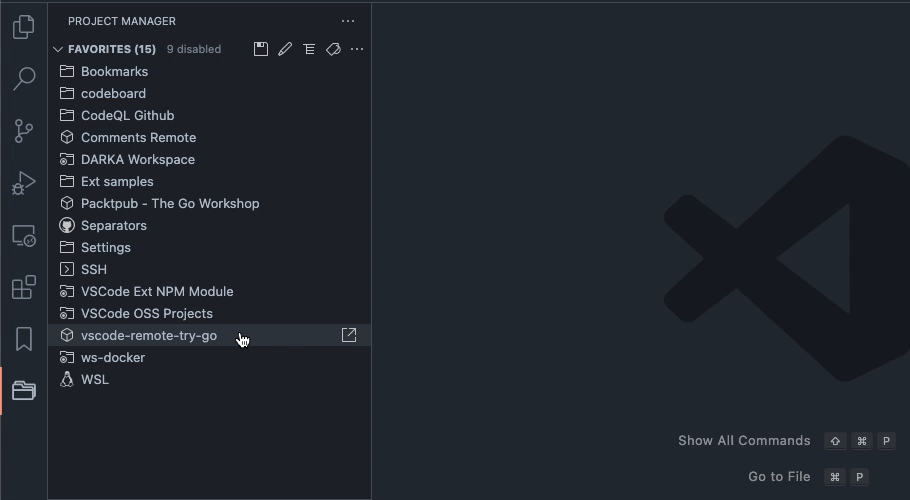 PROJECT MANAGER
FAVORITES (15) 9 disabled
Bookmarks
codeboard
CodeQL Github
Comments Remote
DARKA Workspace
Ext samples
Packtpub - The Go Workshop
Separators
Settings
SSH
VSCode Ext NPM Module
VSCode OSS Projects
vscode-remote-try-go
ws-docker
WSL
Show All Commands ⇧ ⌘ P
Go to File ⌘ P